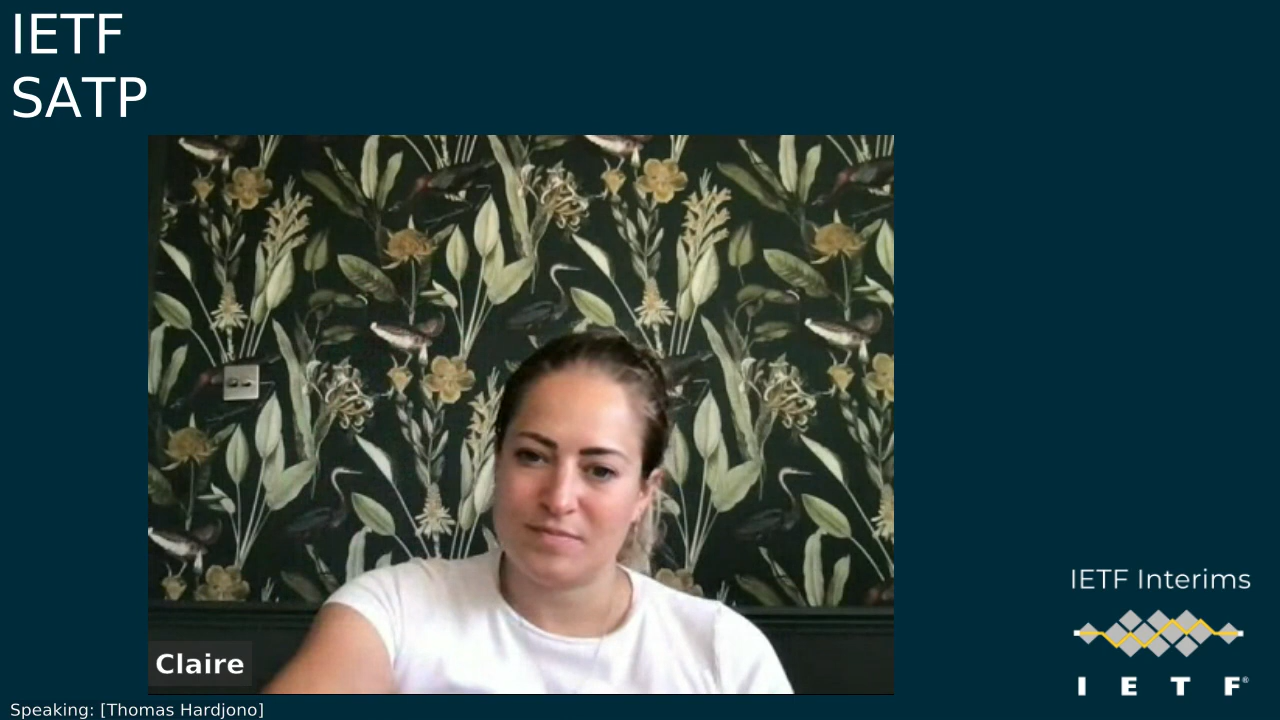 IETF
SATP
Claire
IETF Interims
I E T F®
Speaking: [Thomas Hardjono]